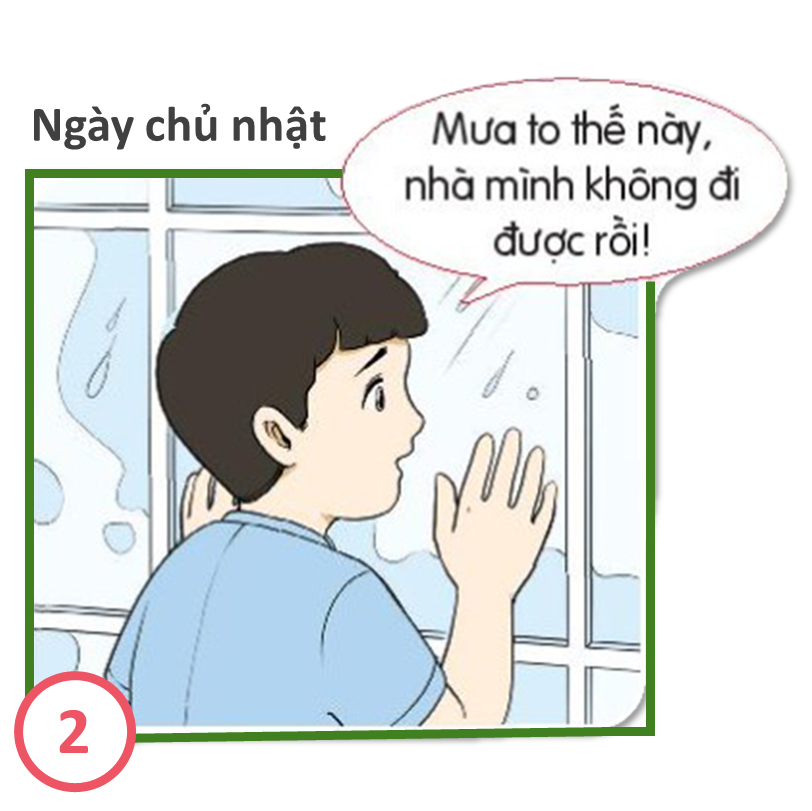 Ngày chủ nhật
Mưa to thế này,
nhà mình không đi
được rồi!
2